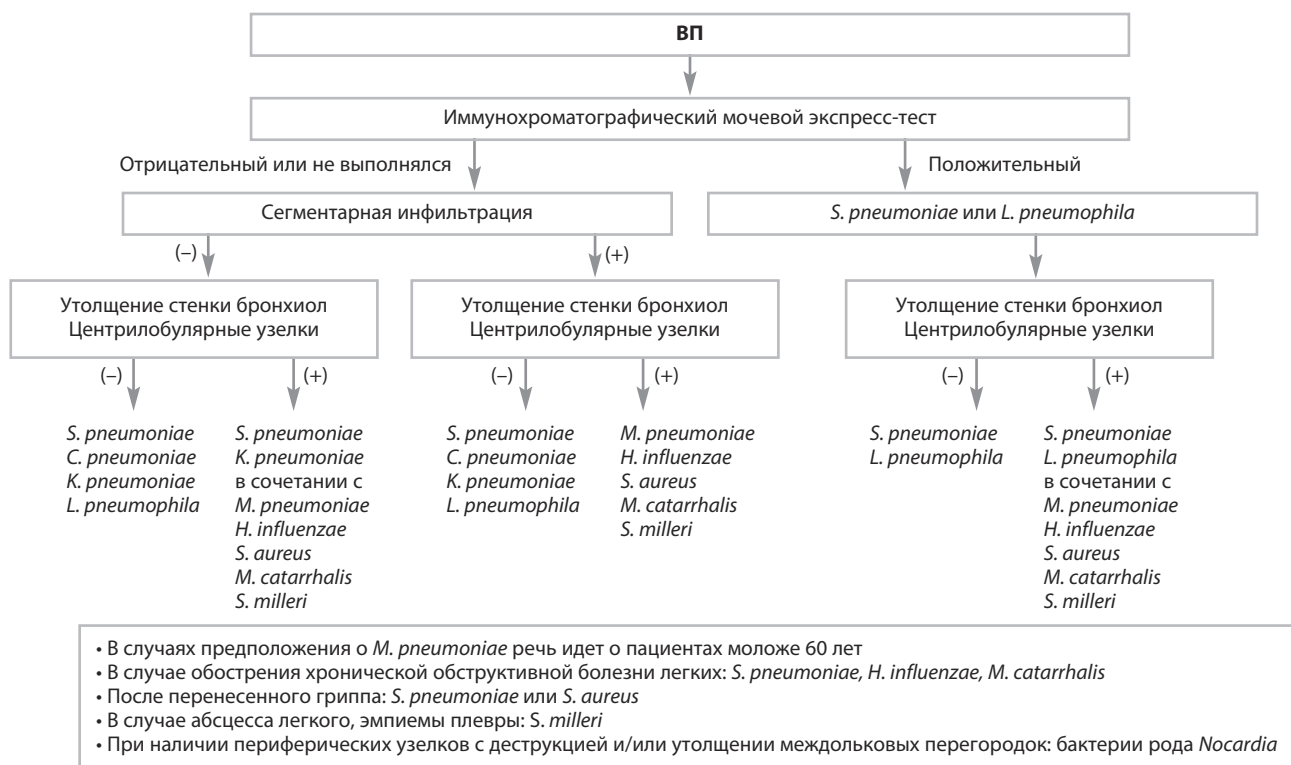 ВП
Иммунохроматографический мочевой экспресс-тест
Отрицательный или не выполнялся
Положительный
Сегментарная инфильтрация
S. pneumoniae или L. pneumophila
(–)
(+)
Утолщение стенки бронхиол
Центрилобулярные узелки
Утолщение стенки бронхиол
Центрилобулярные узелки
Утолщение стенки бронхиол
Центрилобулярные узелки
(–)
(+)
(–)
(+)
(–)
(+)
S. pneumoniae
C. pneumoniae
K. pneumoniae
L. pneumophila
S. pneumoniae
K. pneumoniae
в сочетании с
M. pneumoniae
H. influenzae
S. aureus
M. catarrhalis
S. milleri
S. pneumoniae
C. pneumoniae
K. pneumoniae
L. pneumophila
M. pneumoniae
H. influenzae
S. aureus
M. catarrhalis
S. milleri
S. pneumoniae
L. pneumophila
S. pneumoniae
L. pneumophila
в сочетании с
M. pneumoniae
H. influenzae
S. aureus
M. catarrhalis
S. milleri
• В случаях предположения о M. pneumoniae речь идет о пациентах моложе 60 лет
• В случае обострения хронической обструктивной болезни легких: S. pneumoniae, H. influenzae, M. catarrhalis
• После перенесенного гриппа: S. pneumoniae или S. aureus
• В случае абсцесса легкого, эмпиемы плевры: S. milleri
• При наличии периферических узелков с деструкцией и/или утолщении междольковых перегородок: бактерии рода Nocardia